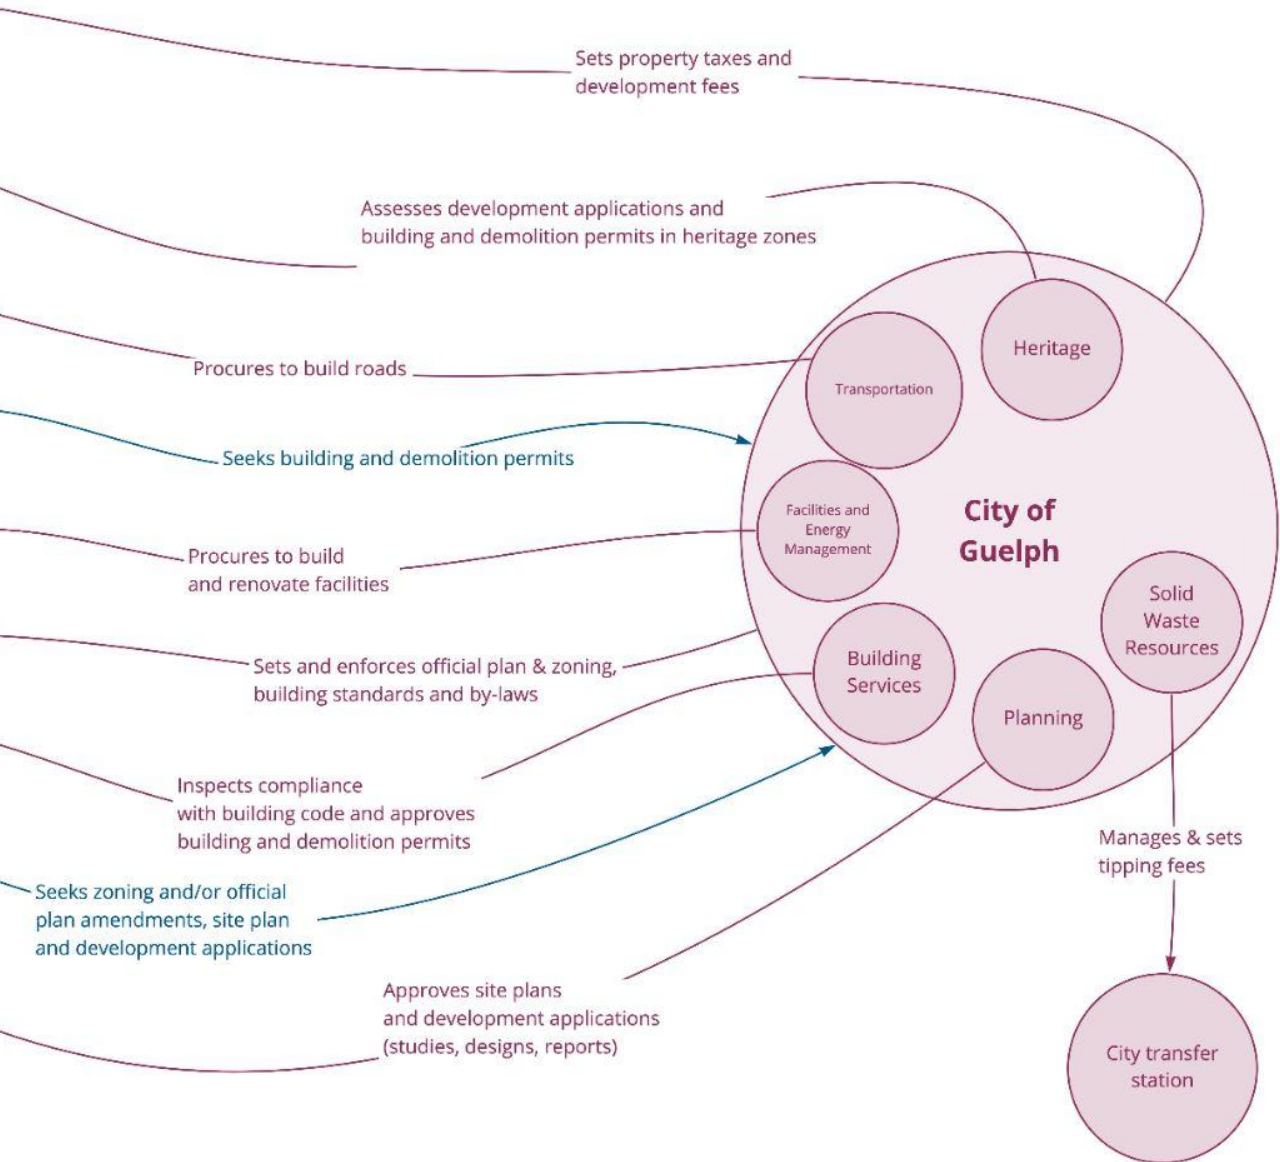 Sets property taxes and
development fees
Assesses development applications and
building and demolition permits in heritage zones
Heritage
Procures to build roads
Transportation
Seeks building and demolition permits
Facilities and
Energy
Management
City of
Guelph
Procures to build
and renovate facilities
Solid
Waste
Resources
Sets and enforces official plan & zoning,
building standards and by-laws
Building
Services
Planning
Inspects compliance
with building code and approves
building and demolition permits
Manages & sets
tipping fees
Seeks zoning and/or official
plan amendments, site plan
and development applications
Approves site plans
and development applications
(studies, designs, reports)
City transfer
station